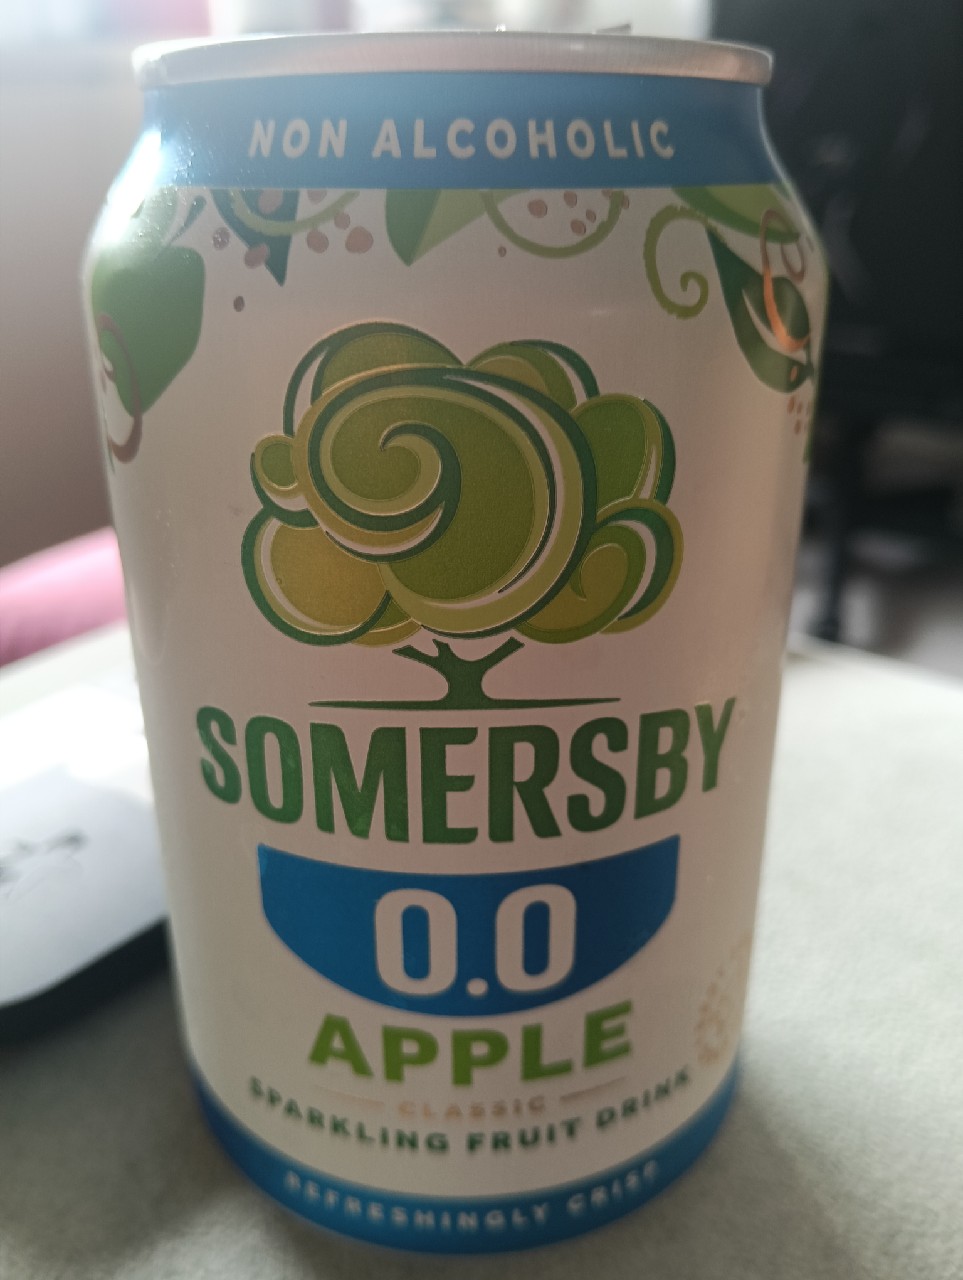 NON ALCOHOLIC
SOMERSBY
0.0
APPLE
CLASSIC
SPARKLING FRUIT DRINK
REFRESHINGLY CRISP